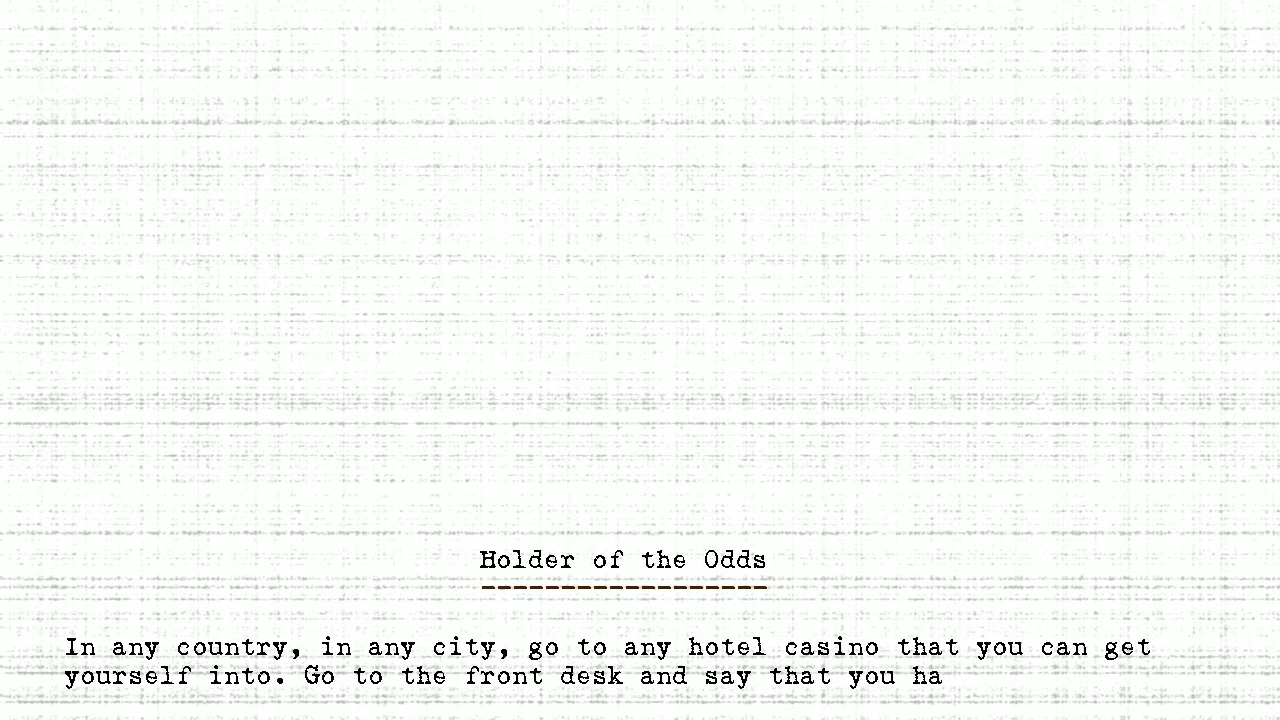 Holder of the Odds
In any country, in any city, go to any hotel casino that you can get
yourself into. Go to the front desk and say that you ha